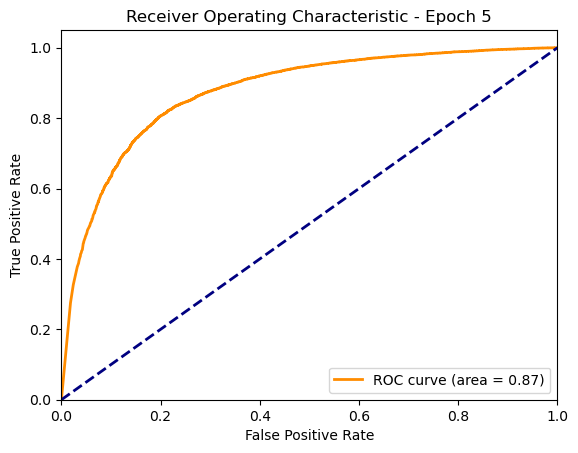 Receiver Operating Characteristic - Epoch 5
True Positive Rate
1.0
0.8
0.6
0.4
0.2
0.0
ROC curve (area = 0.87)
0.0 0.2 0.4 0.6 0.8 1.0
False Positive Rate